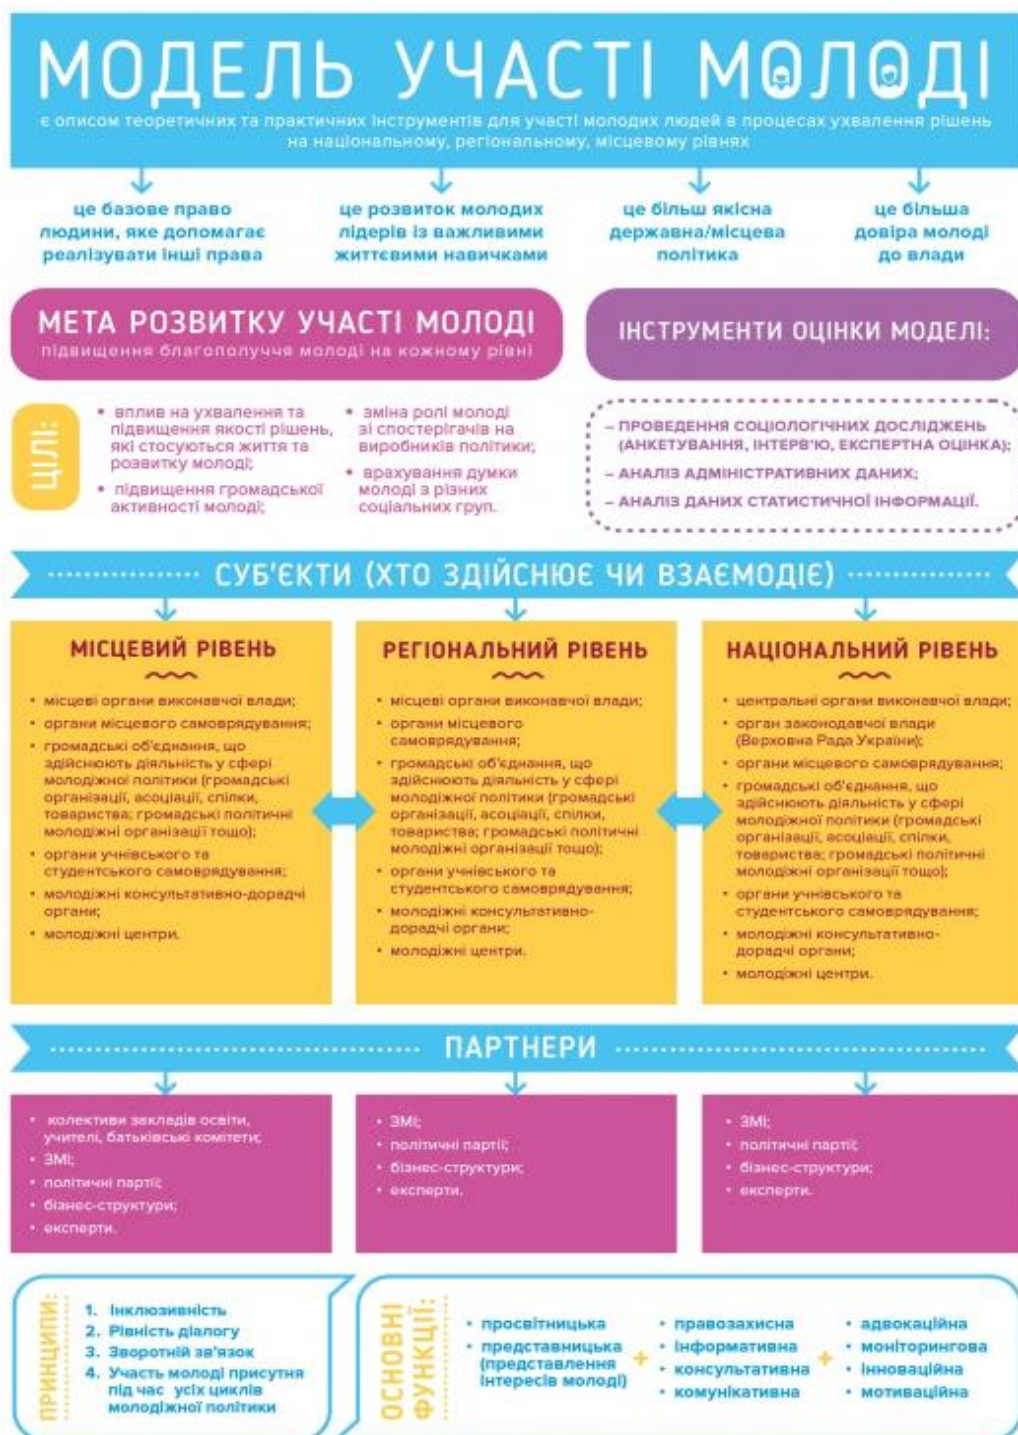 МОДЕЛЬ УЧАСТІ МОЛОДІ
є описом теоретичних та практичних інструментів для участі молодих людей в процесах ухвалення рішень
на національному, регіональному, місцевому рівнях
це базове право
людини, яке допомагає
реалізувати інші права
це розвиток молодих
лідерів із важливими
життєвими навичками
це більш якісна
державна/місцева
політика
це більша
довіра молоді
до влади
МЕТА РОЗВИТКУ УЧАСТІ МОЛОДІ
підвищення благополуччя молоді на кожному рівні
ЦІЛІ:
• вплив на ухвалення та
підвищення якості рішень,
які стосуються життя та
розвитку молоді;
• підвищення громадської
активності молоді;
• зміна ролі молоді
зі спостерігачів на
виробників політики;
• врахування думки
молоді з різних
соціальних груп.
ІНСТРУМЕНТИ ОЦІНКИ МОДЕЛІ:
– ПРОВЕДЕННЯ СОЦІОЛОГІЧНИХ ДОСЛІДЖЕНЬ
(АНКЕТУВАННЯ, ІНТЕРВ'Ю, ЕКСПЕРТНА ОЦІНКА);
– АНАЛІЗ АДМІНІСТРАТИВНИХ ДАНИХ;
– АНАЛІЗ ДАНИХ СТАТИСТИЧНОЇ ІНФОРМАЦІЇ.
СУБ'ЄКТИ (ХТО ЗДІЙСНЮЄ ЧИ ВЗАЄМОДІЄ)
МІСЦЕВИЙ РІВЕНЬ
• місцеві органи виконавчої влади;
• органи місцевого самоврядування;
• громадські об'єднання, що
здійснюють діяльність у сфері
молодіжної політики (громадські
організації, асоціації, спілки,
товариства; громадські політичні
молодіжні організації тощо);
• органи учнівського та
студентського самоврядування;
• молодіжні консультативно-дорадчі
органи;
• молодіжні центри.
РЕГІОНАЛЬНИЙ РІВЕНЬ
• місцеві органи виконавчої влади;
• органи місцевого
самоврядування;
• громадські об'єднання, що
здійснюють діяльність у сфері
молодіжної політики (громадські
організації, асоціації, спілки,
товариства; громадські політичні
молодіжні організації тощо);
• органи учнівського та
студентського самоврядування;
• молодіжні консультативно-
дорадчі органи;
• молодіжні центри.
НАЦІОНАЛЬНИЙ РІВЕНЬ
• центральні органи виконавчої влади;
• орган законодавчої влади
(Верховна Рада України);
• органи місцевого самоврядування;
• громадські об'єднання, що
здійснюють діяльність у сфері
молодіжної політики (громадські
організації, асоціації, спілки,
товариства; громадські політичні
молодіжні організації тощо);
• органи учнівського та
студентського самоврядування;
• молодіжні консультативно-
дорадчі органи;
• молодіжні центри.
ПАРТНЕРИ
• колективи закладів освіти,
учителі, батьківські комітети;
• ЗМІ;
• політичні партії;
• бізнес-структури;
• експерти.
• ЗМІ;
• політичні партії;
• бізнес-структури;
• експерти.
• ЗМІ;
• політичні партії;
• бізнес-структури;
• експерти.
ПРИНЦИПИ:
1. Інклюзивність
2. Рівність діалогу
3. Зворотній зв'язок
4. Участь молоді присутня
під час усіх циклів
молодіжної політики
ОСНОВНІ
ФУНКЦІЇ:
• просвітницька
• представницька
(представлення
інтересів молоді)
+
• правозахисна
• інформативна
• консультативна
• комунікативна
+
• адвокаційна
• моніторингова
• інноваційна
• мотиваційна